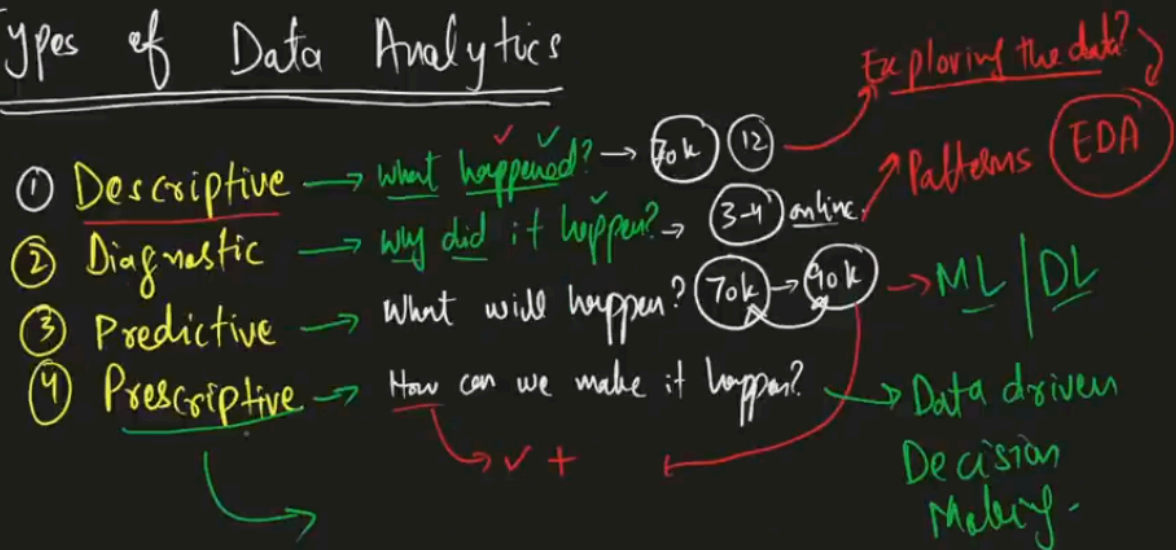 Types of Data Analytics
Exploring the data?
① Descriptive → what happened? → 70k 12
Patterns EDA
② Diagnostic → Why did it happen? → 3-4 online.
③ Predictive → What will happen? 70k → 90k → ML | DL
④ Prescriptive → How can we make it happen? → Data driven
Decision
Making.
✓ +